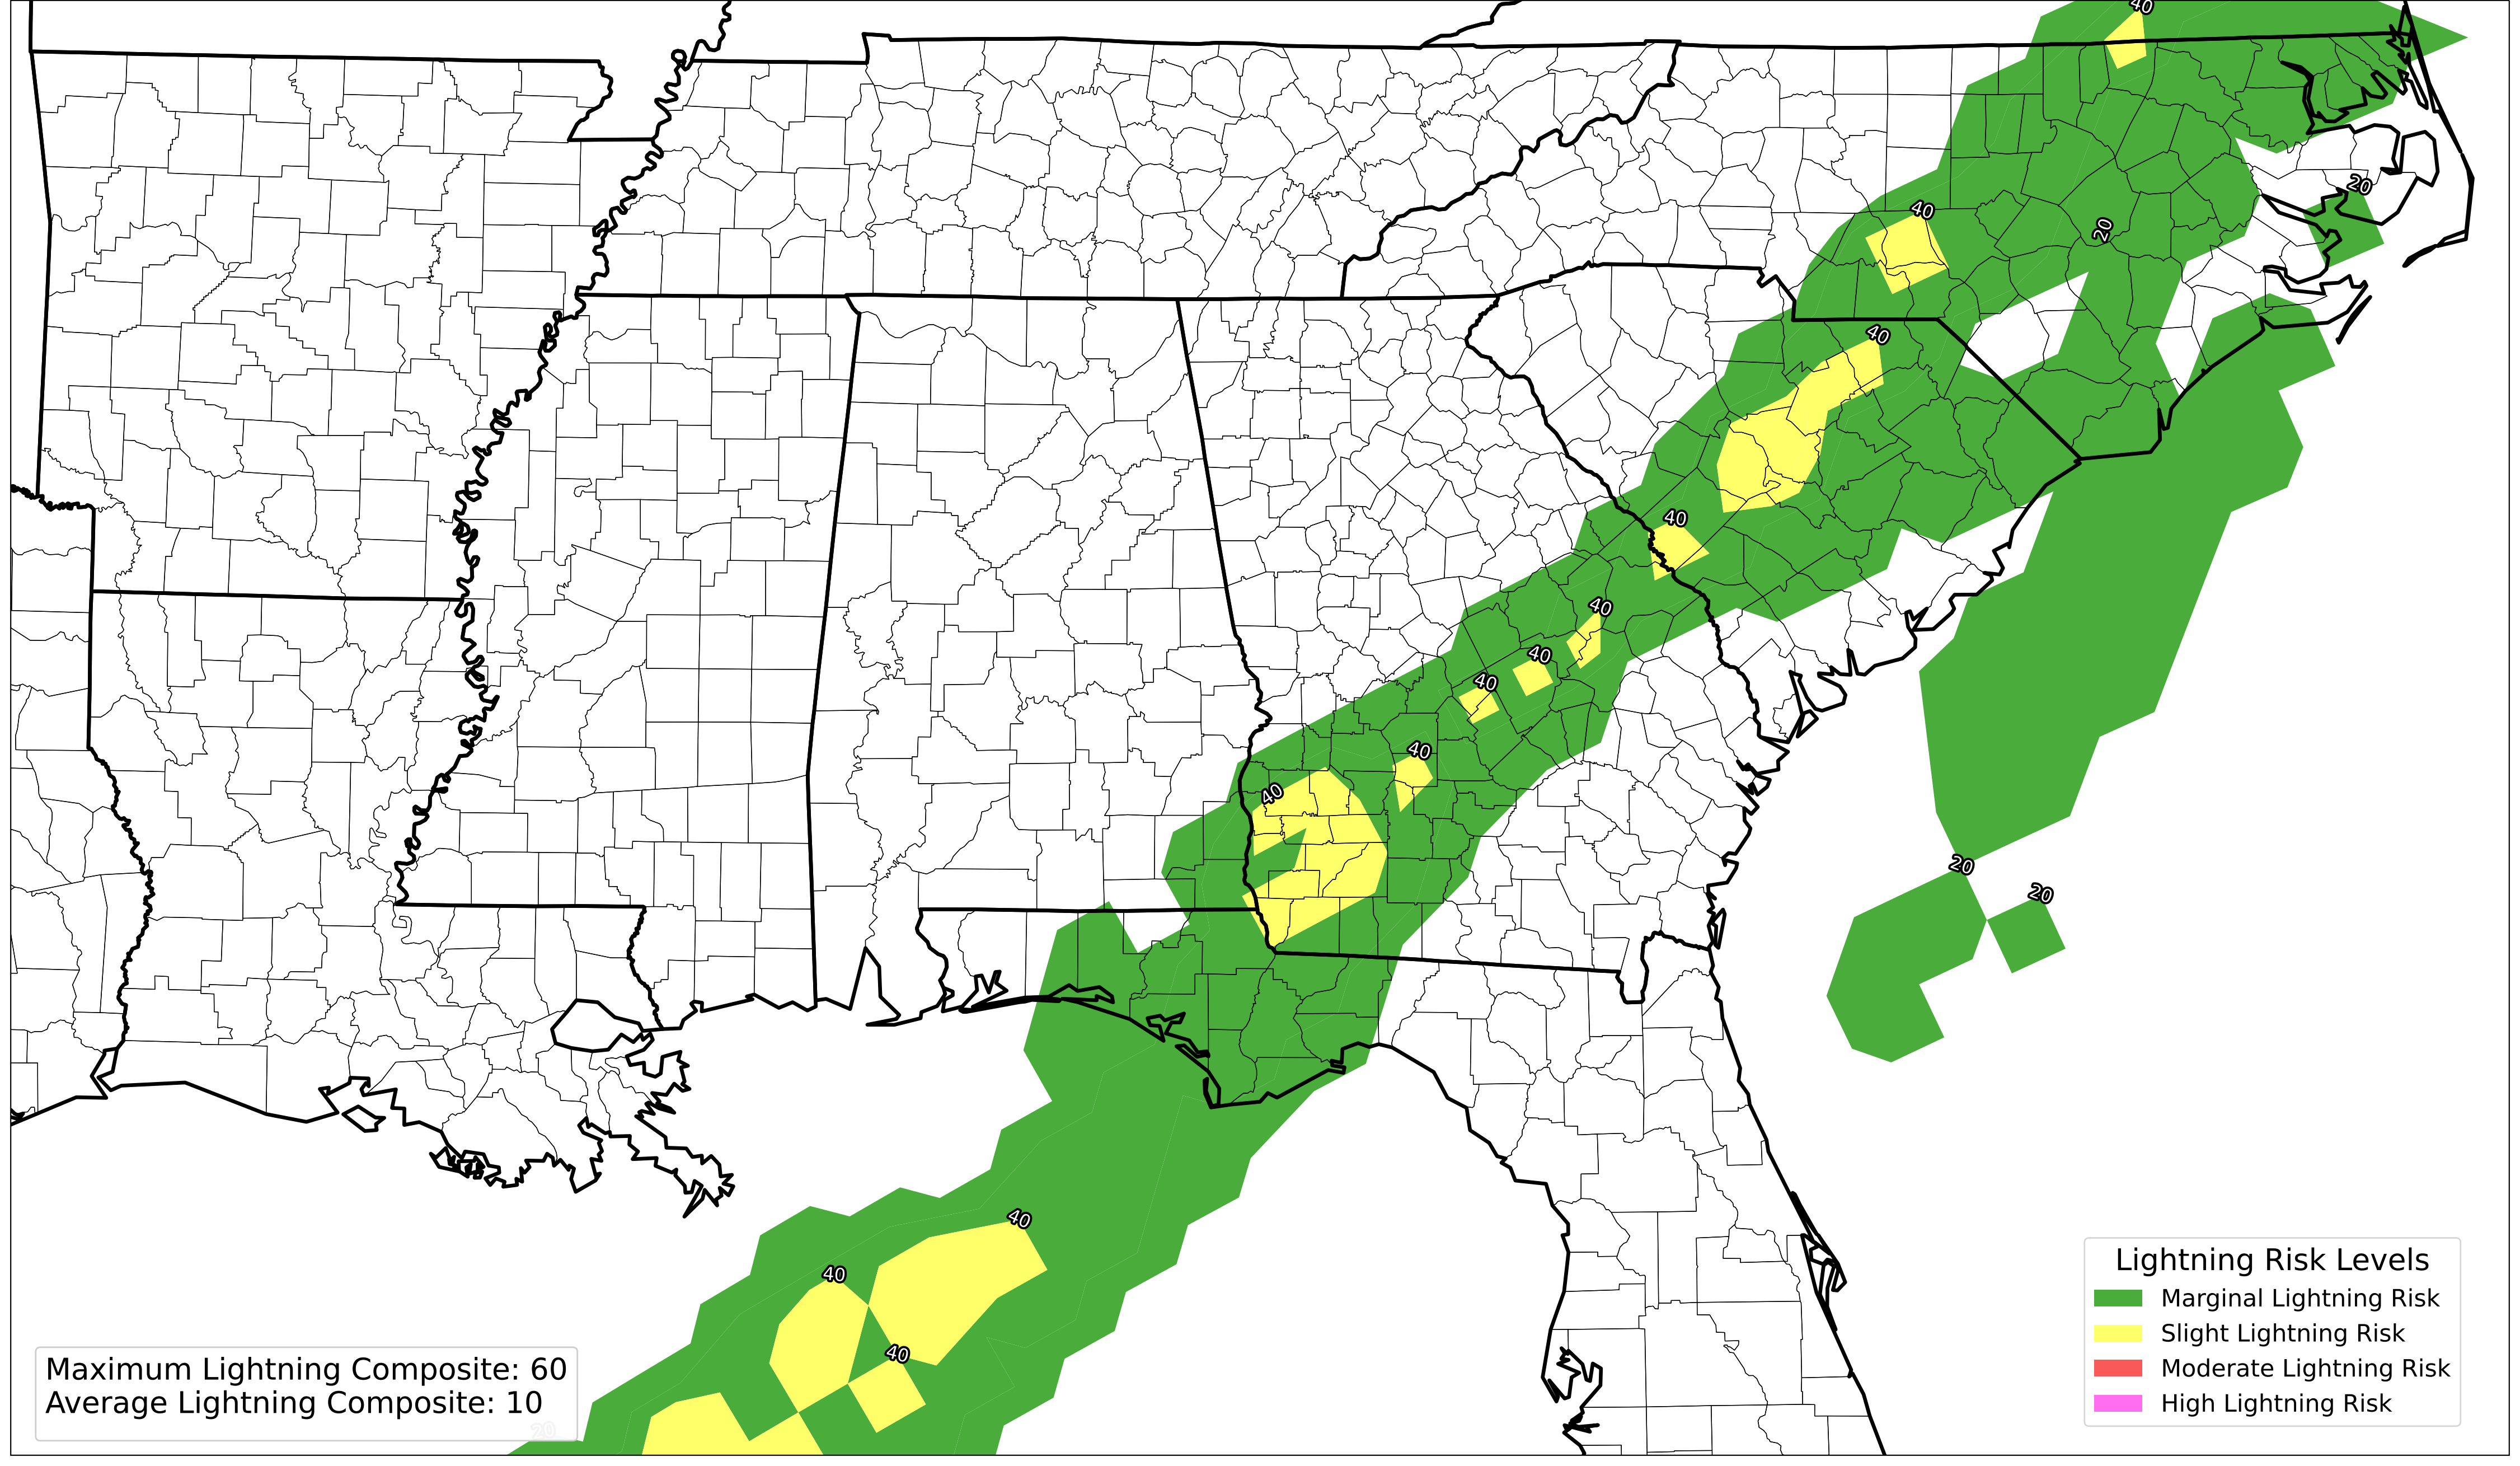 40
20
40
20
40
40
40
40
40
40
40
20
20
40
40
40
20
Lightning Risk Levels
Marginal Lightning Risk
Slight Lightning Risk
Moderate Lightning Risk
High Lightning Risk
Maximum Lightning Composite: 60
Average Lightning Composite: 10